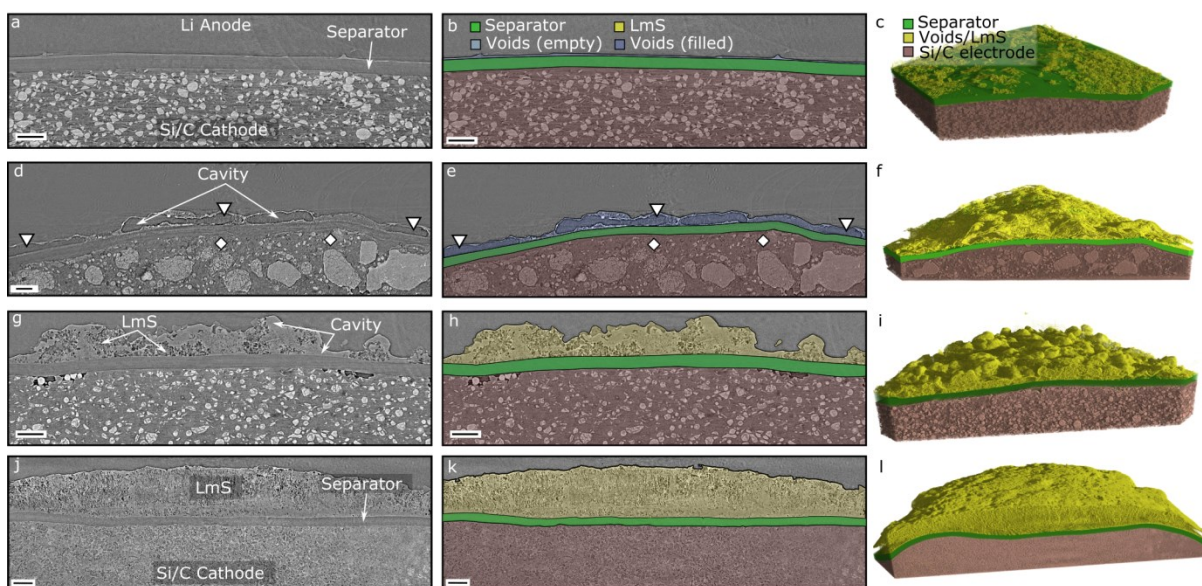 a
Li Anode
Separator
Si/C Cathode
b
Separator
LmS
Voids (empty)
Voids (filled)
c
Separator
Voids/LmS
Si/C electrode
d
Cavity
e
f
g
LmS
Cavity
h
i
j
LmS
Separator
Si/C Cathode
k
l